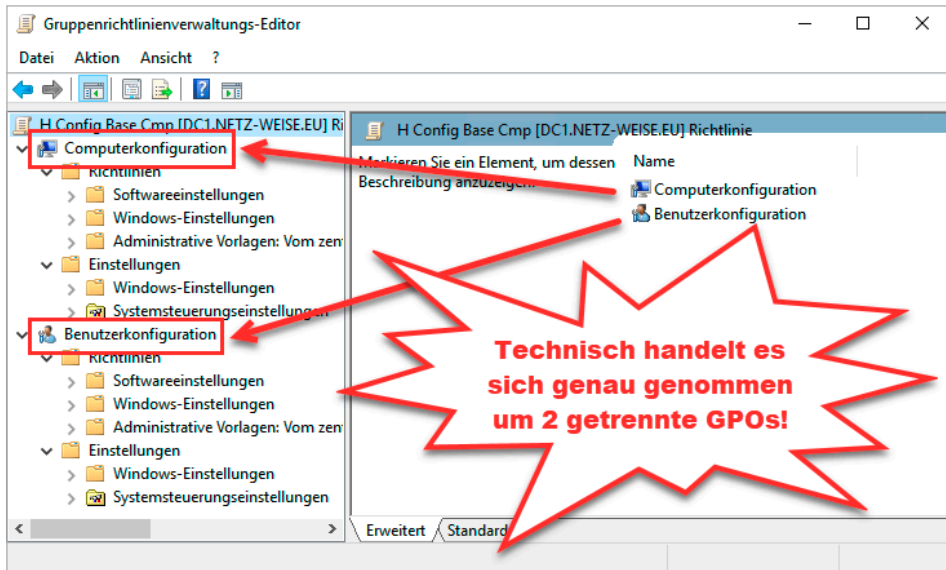 Gruppenrichtlinienverwaltungs-Editor
Datei Aktion Ansicht ?
H Config Base Cmp [DC1.NETZ-WEISE.EU] Ri
Computerkonfiguration
Richtlinien
Softwareeinstellungen
Windows-Einstellungen
Administrative Vorlagen: Vom zen
Einstellungen
Windows-Einstellungen
Systemsteuerungseinstellungen
Benutzerkonfiguration
Richtlinien
Softwareeinstellungen
Windows-Einstellungen
Administrative Vorlagen: Vom zen
Einstellungen
Windows-Einstellungen
Systemsteuerungseinstellungen
H Config Base Cmp [DC1.NETZ-WEISE.EU] Richtlinie
Markieren Sie ein Element, um dessen
Beschreibung anzuzeigen.
Name
Computerkonfiguration
Benutzerkonfiguration
Technisch handelt es
sich genau genommen
um 2 getrennte GPOs!
Erweitert Standard